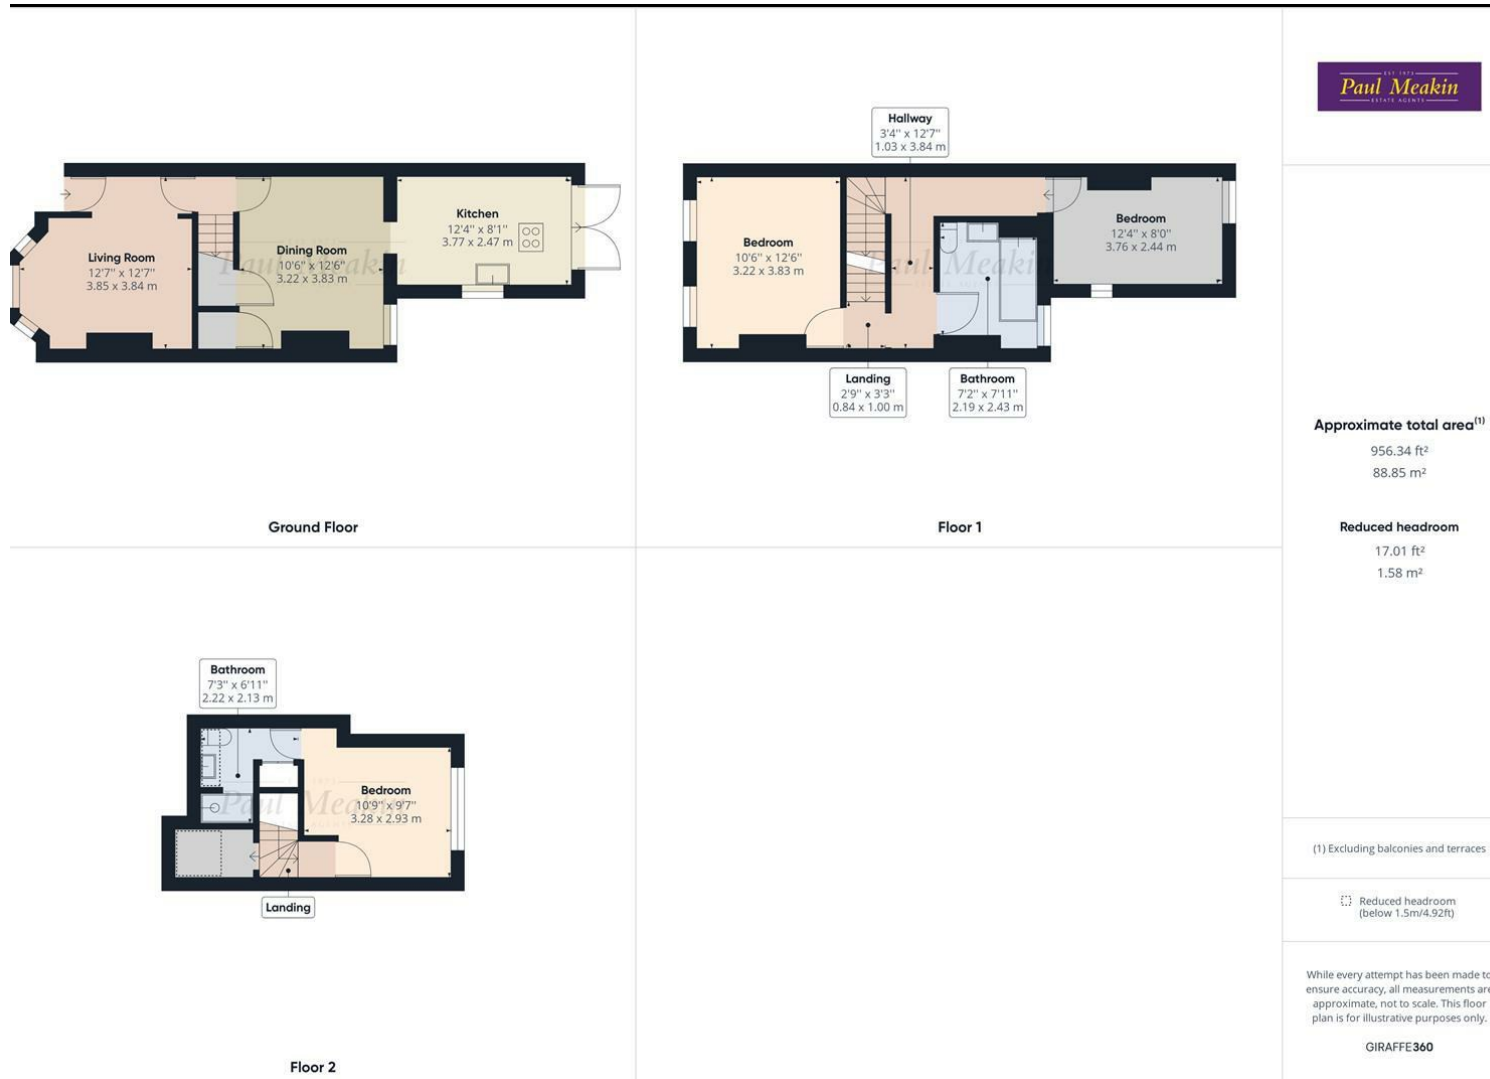 Living Room
12'7" x 12'7"
3.85 x 3.84 m
Dining Room
10'6" x 12'6"
3.22 x 3.83 m
Kitchen
12'4" x 8'1"
3.77 x 2.47 m
Paul Meakin
Ground Floor
Hallway
3'4" x 12'7"
1.03 x 3.84 m
Bedroom
10'6" x 12'6"
3.22 x 3.83 m
Bedroom
12'4" x 8'0"
3.76 x 2.44 m
Paul Meakin
Landing
2'9" x 3'3"
0.84 x 1.00 m
Bathroom
7'2" x 7'11"
2.19 x 2.43 m
Floor 1
Bathroom
7'3" x 6'11"
2.22 x 2.13 m
Bedroom
10'9" x 9'7"
3.28 x 2.93 m
Paul Meakin
Landing
Floor 2
EST 1973
Paul Meakin
ESTATE AGENTS
Approximate total area(1)
956.34 ft²
88.85 m²
Reduced headroom
17.01 ft²
1.58 m²
(1) Excluding balconies and terraces
Reduced headroom
(below 1.5m/4.92ft)
While every attempt has been made to
ensure accuracy, all measurements are
approximate, not to scale. This floor
plan is for illustrative purposes only.
GIRAFFE360